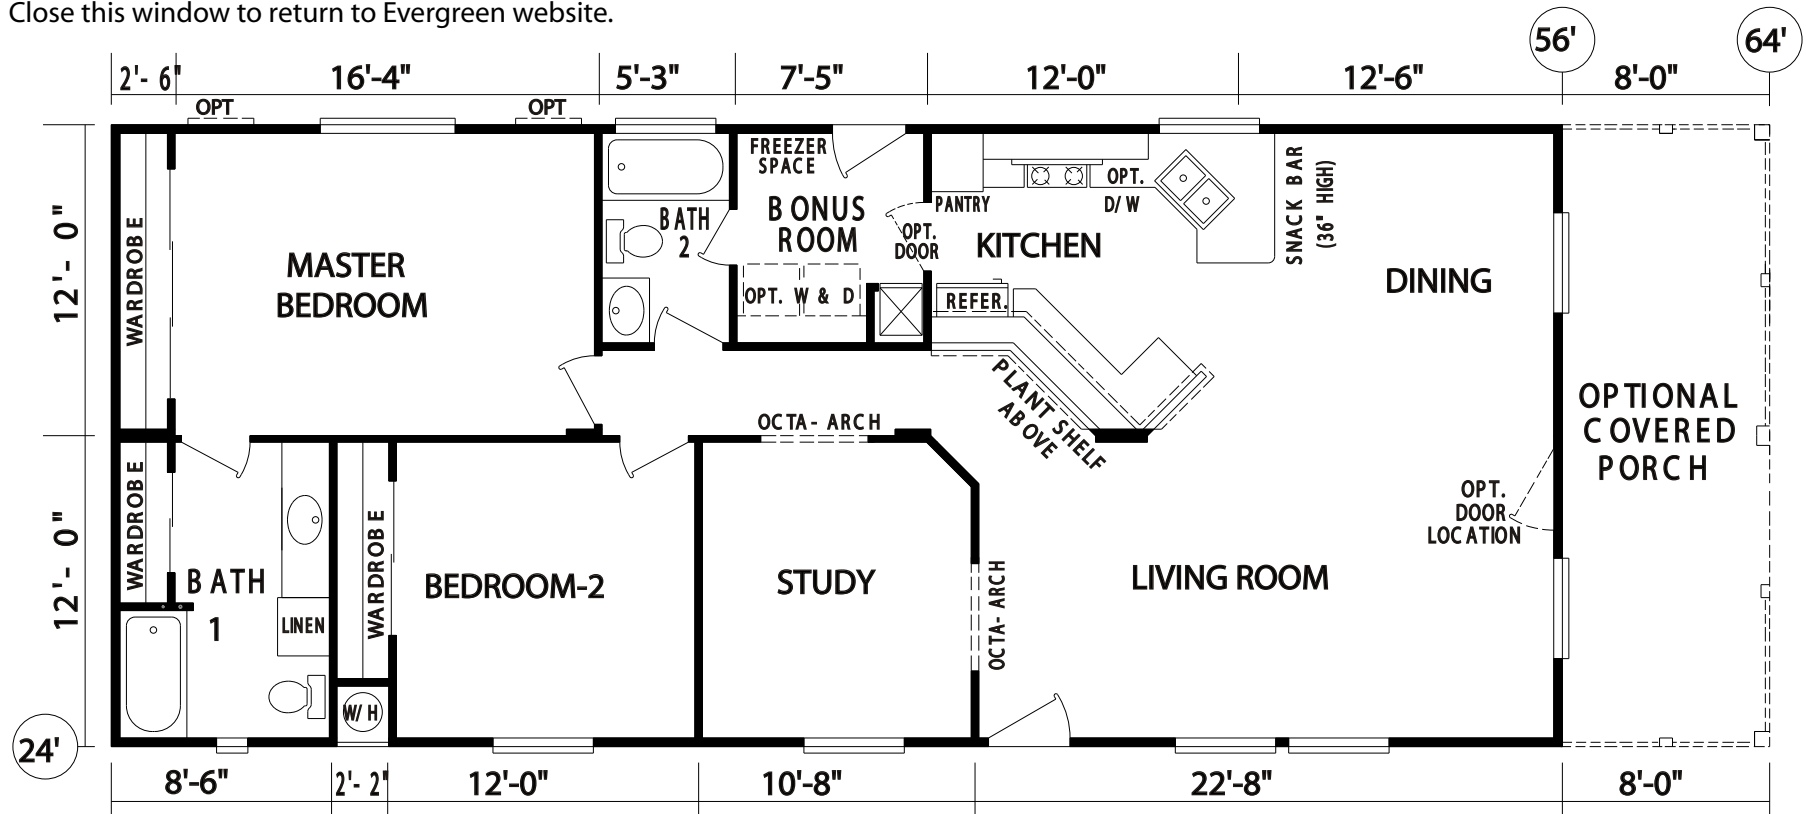 Close this window to return to Evergreen website.
56' 64'
2'- 6" 16'-4" 5'-3" 7'-5" 12'-0" 12'-6" 8'-0"
OPT OPT
FREEZER
SPACE
BONUS
ROOM
BATH
2
OPT.
DOOR
OPT. W & D
PANTRY
OPT.
D/W
KITCHEN
REFER.
SNACK BAR
(36" HIGH)
DINING
12'- 0"
WARDROBE
MASTER
BEDROOM
OCTA- ARCH
PLANT SHELF
ABOVE
OPTIONAL
COVERED
PORCH
OPT.
DOOR
LOCATION
12'- 0"
WARDROBE
BATH
1
LINEN
WARDROBE
W/H
BEDROOM-2
STUDY
OCTA- ARCH
LIVING ROOM
24'
8'-6" 2'- 2" 12'-0" 10'-8" 22'-8" 8'-0"